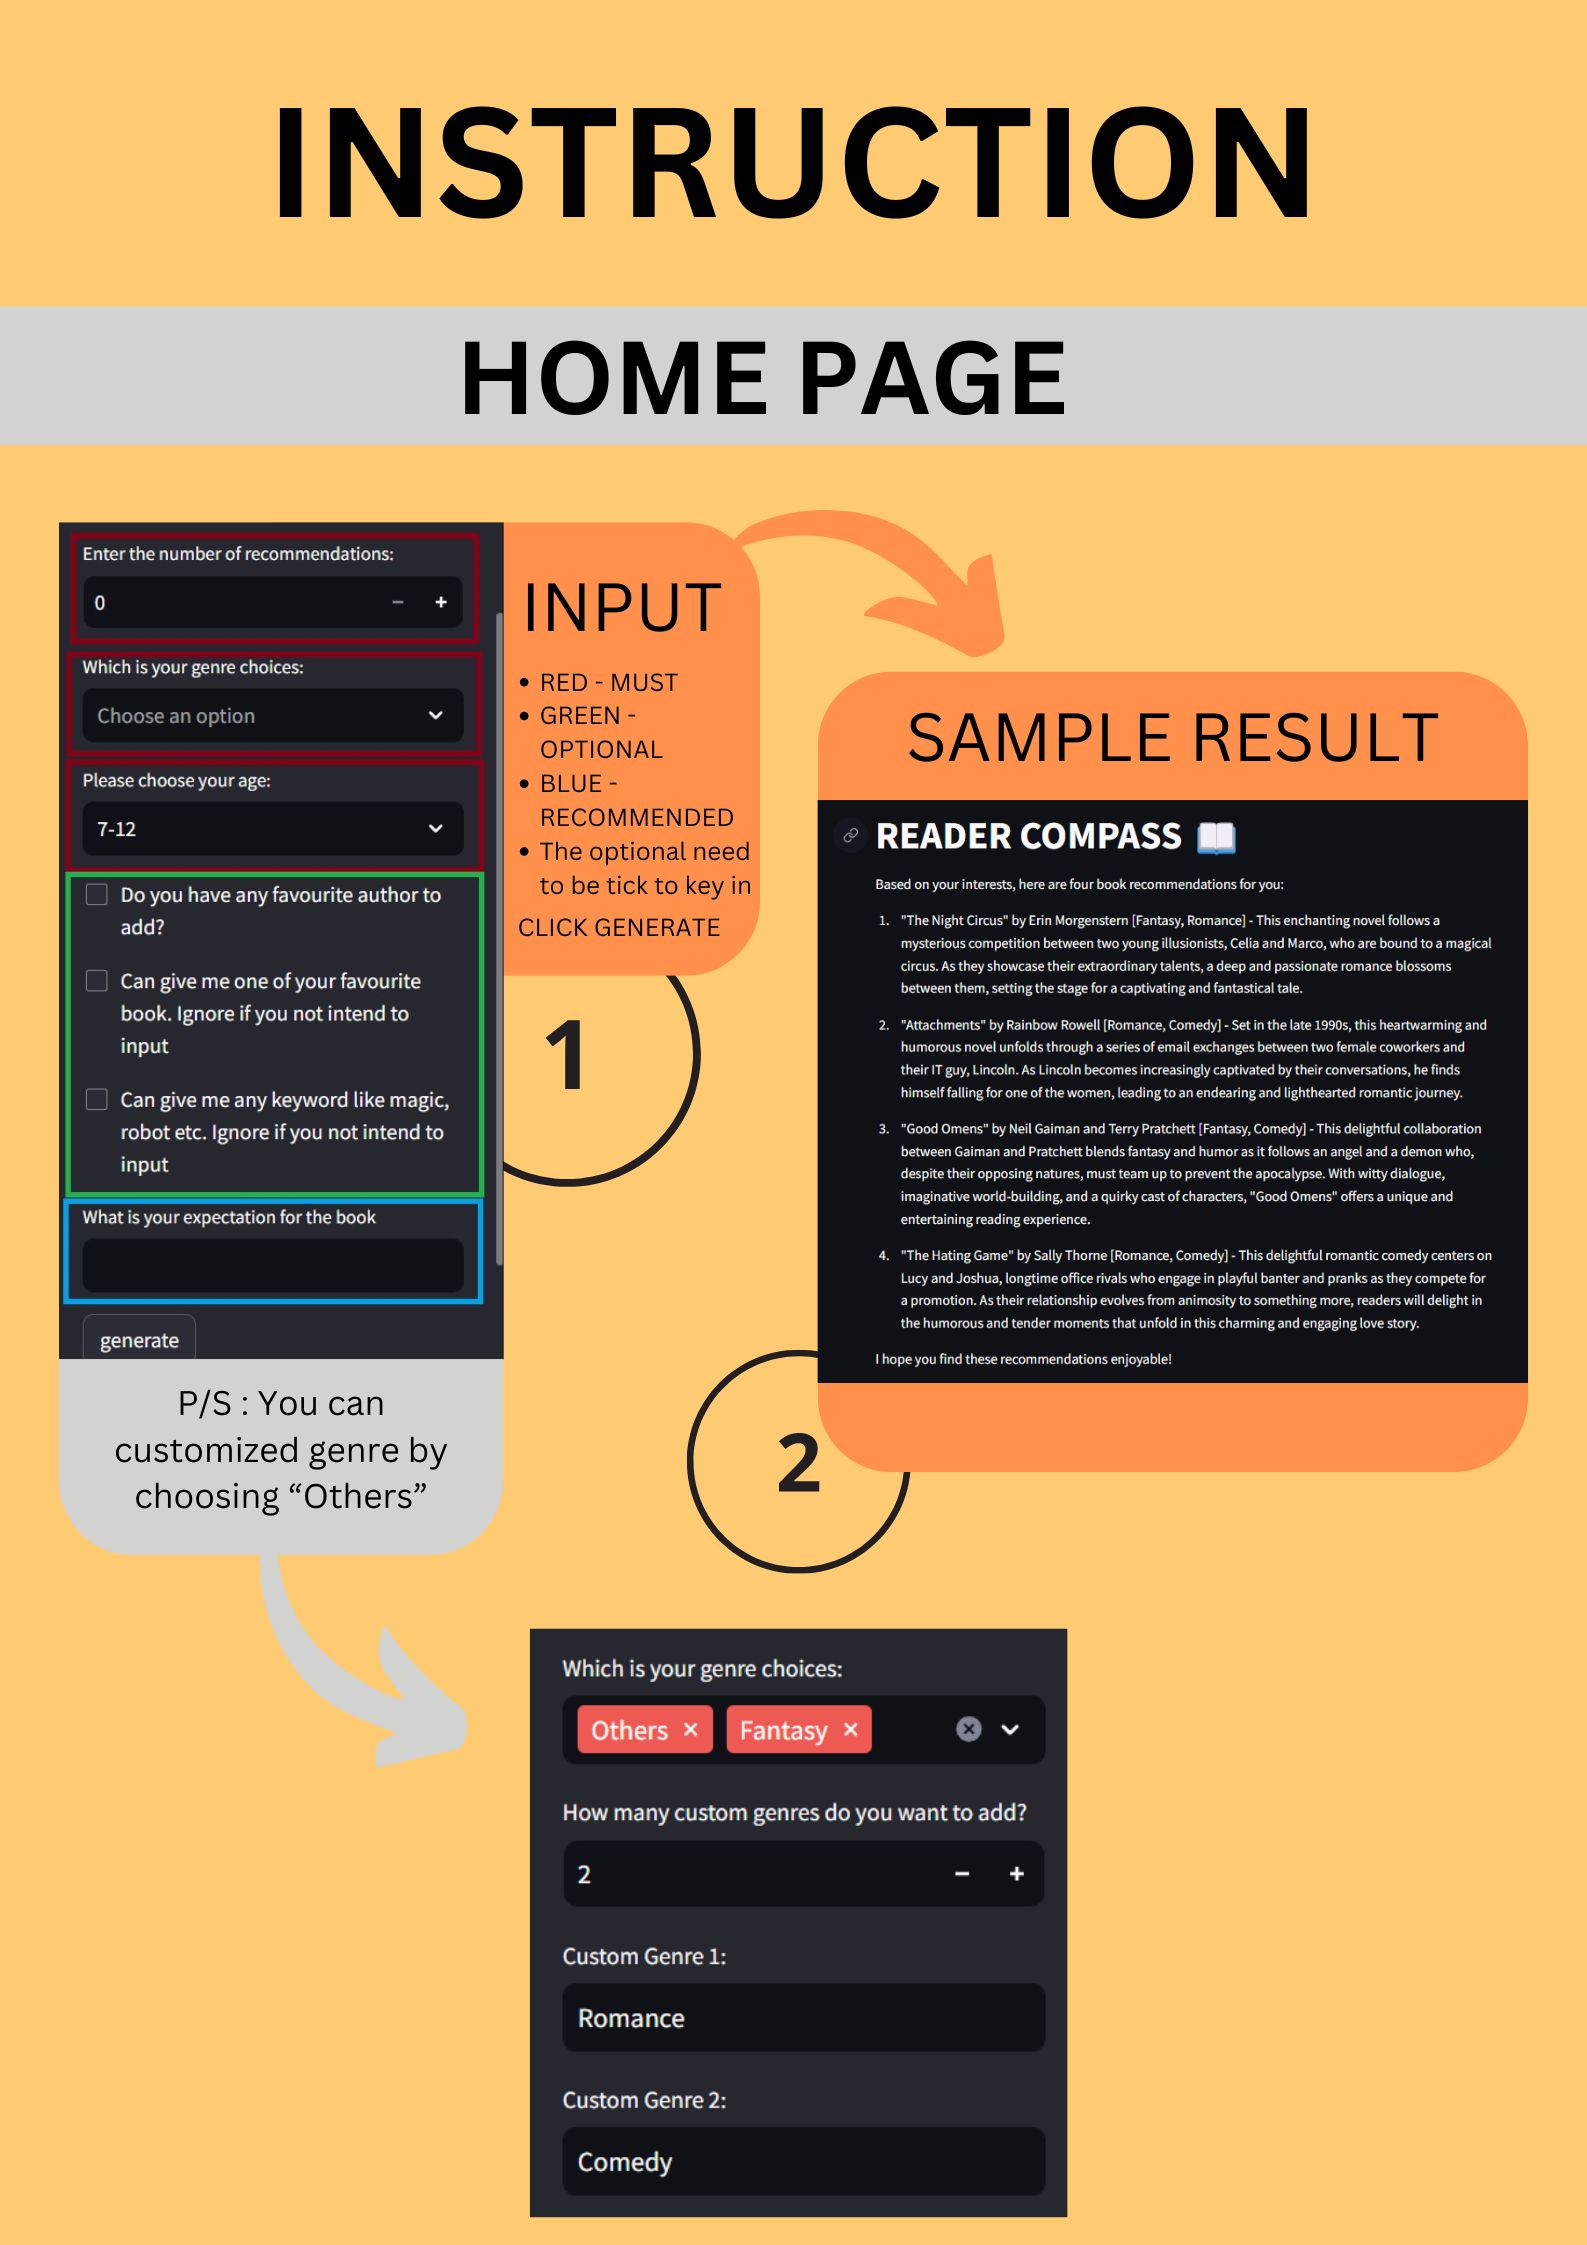 INSTRUCTION
HOME PAGE
Enter the number of recommendations:
0
Which is your genre choices:
Choose an option
Please choose your age:
7-12
Do you have any favourite author to
add?
Can give me one of your favourite
book. Ignore if you not intend to
input
Can give me any keyword like magic,
robot etc. Ignore if you not intend to
input
What is your expectation for the book
generate
P/S : You can
customized genre by
choosing “Others”
INPUT
• RED - MUST
• GREEN -
OPTIONAL
• BLUE -
RECOMMENDED
• The optional need
to be tick to key in
CLICK GENERATE
1
SAMPLE RESULT
READER COMPASS 📖
Based on your interests, here are four book recommendations for you:
1. "The Night Circus" by Erin Morgenstern [Fantasy, Romance] - This enchanting novel follows a
mysterious competition between two young illusionists, Celia and Marco, who are bound to a magical
circus. As they showcase their extraordinary talents, a deep and passionate romance blossoms
between them, setting the stage for a captivating and fantastical tale.
2. "Attachments" by Rainbow Rowell [Romance, Comedy] - Set in the late 1990s, this heartwarming and
humorous novel unfolds through a series of email exchanges between two female coworkers and
their IT guy, Lincoln. As Lincoln becomes increasingly captivated by their conversations, he finds
himself falling for one of the women, leading to an endearing and lighthearted romantic journey.
3. "Good Omens" by Neil Gaiman and Terry Pratchett [Fantasy, Comedy] - This delightful collaboration
between Gaiman and Pratchett blends fantasy and humor as it follows an angel and a demon who,
despite their opposing natures, must team up to prevent the apocalypse. With witty dialogue,
imaginative world-building, and a quirky cast of characters, "Good Omens" offers a unique and
entertaining reading experience.
4. "The Hating Game" by Sally Thorne [Romance, Comedy] - This delightful romantic comedy centers on
Lucy and Joshua, longtime office rivals who engage in playful banter and pranks as they compete for
a promotion. As their relationship evolves from animosity to something more, readers will delight in
the humorous and tender moments that unfold in this charming and engaging love story.
I hope you find these recommendations enjoyable!
2
Which is your genre choices:
Others × Fantasy ×
How many custom genres do you want to add?
2
Custom Genre 1:
Romance
Custom Genre 2:
Comedy